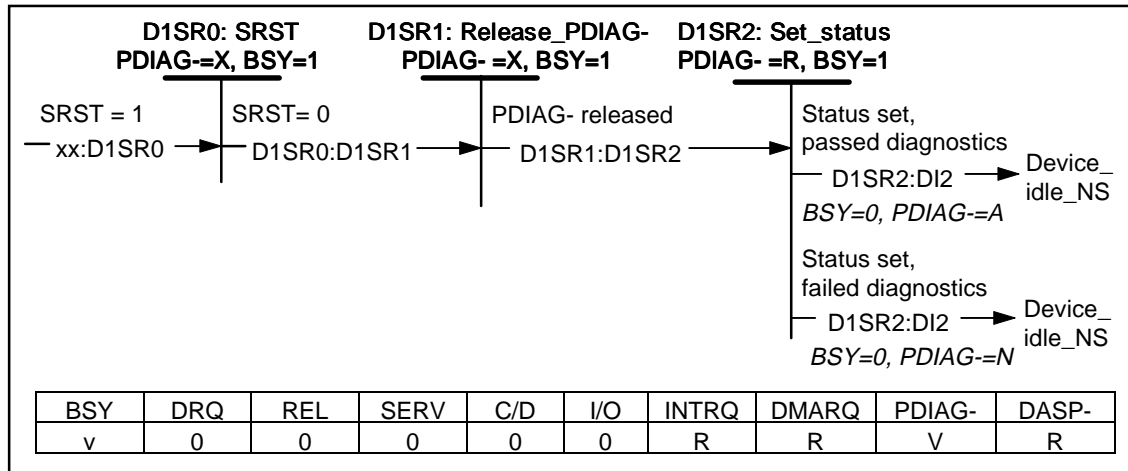 D1SR0: SRST
PDIAG-=X, BSY=1
D1SR1: Release_PDIAG-
PDIAG- =X, BSY=1
D1SR2: Set_status
PDIAG- =R, BSY=1
SRST = 1
xx:D1SR0
SRST= 0
D1SR0:D1SR1
PDIAG- released
D1SR1:D1SR2
Status set,
passed diagnostics
D1SR2:DI2
BSY=0, PDIAG-=A
Device_
idle_NS
Status set,
failed diagnostics
D1SR2:DI2
BSY=0, PDIAG-=N
Device_
idle_NS
BSY DRQ REL SERV C/D I/O INTRQ DMARQ PDIAG- DASP-
v 0 0 0 0 0 R R V R